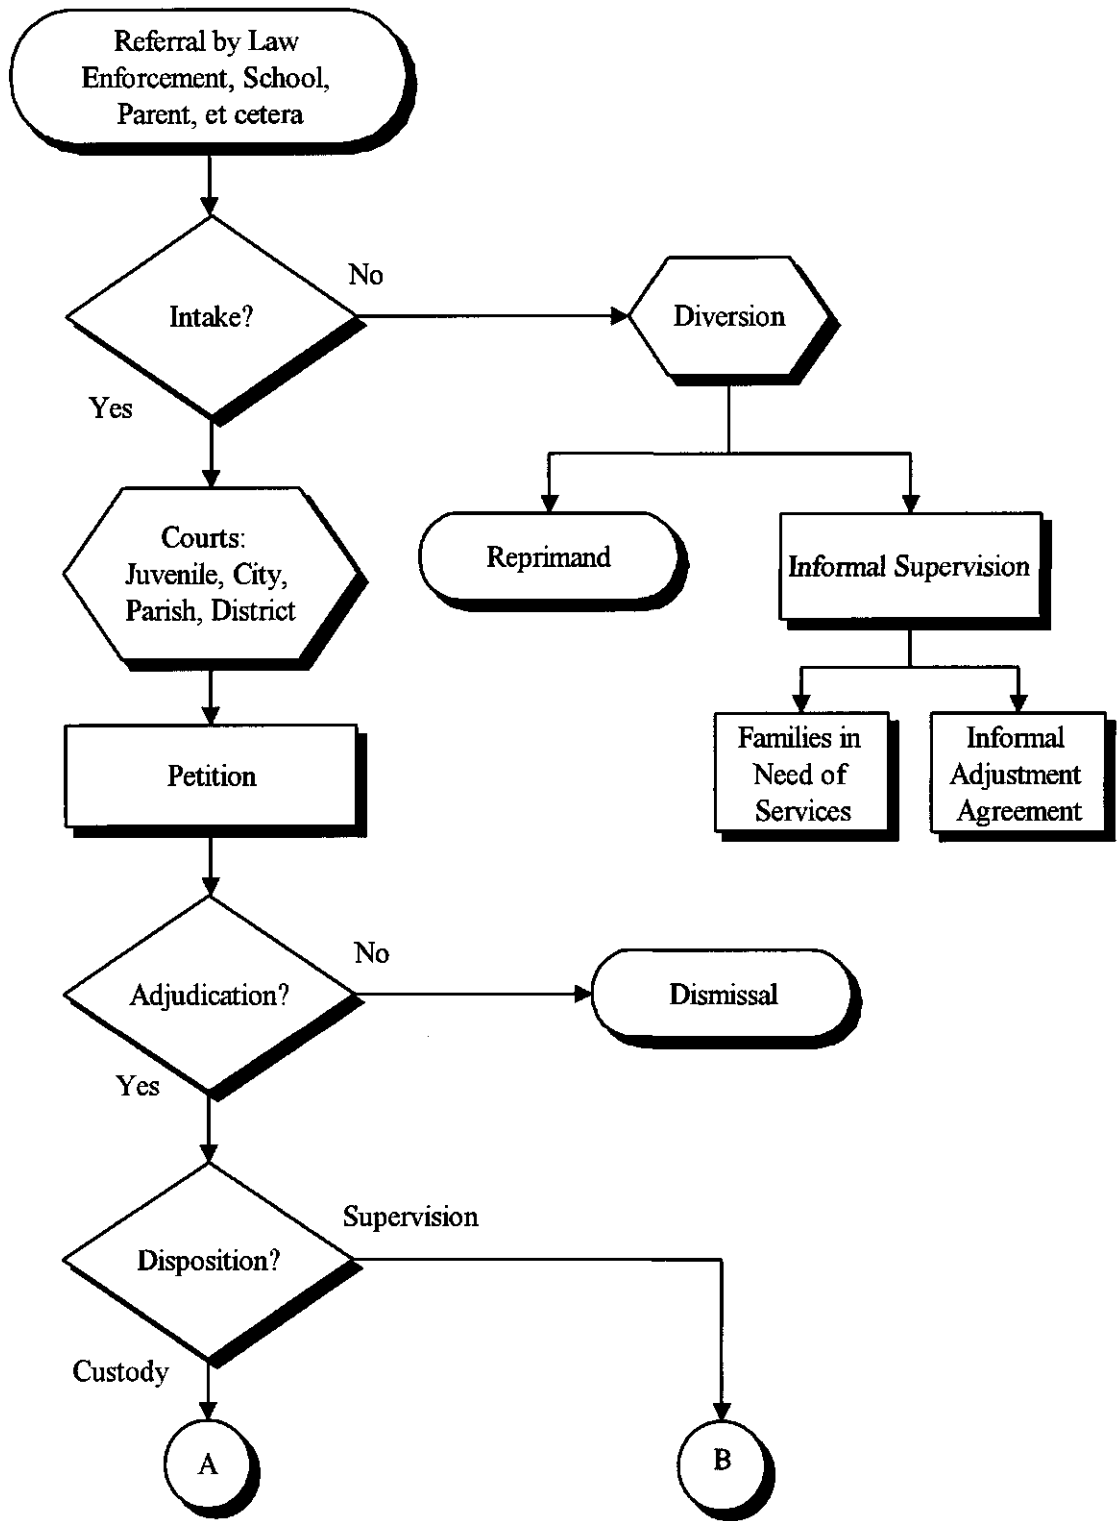 Referral by Law
Enforcement, School,
Parent, et cetera
No
Intake?
Diversion
Yes
Courts:
Juvenile, City,
Parish, District
Reprimand
Informal Supervision
Petition
Families in
Need of
Services
Informal
Adjustment
Agreement
No
Adjudication?
Dismissal
Yes
Supervision
Disposition?
Custody
A
B